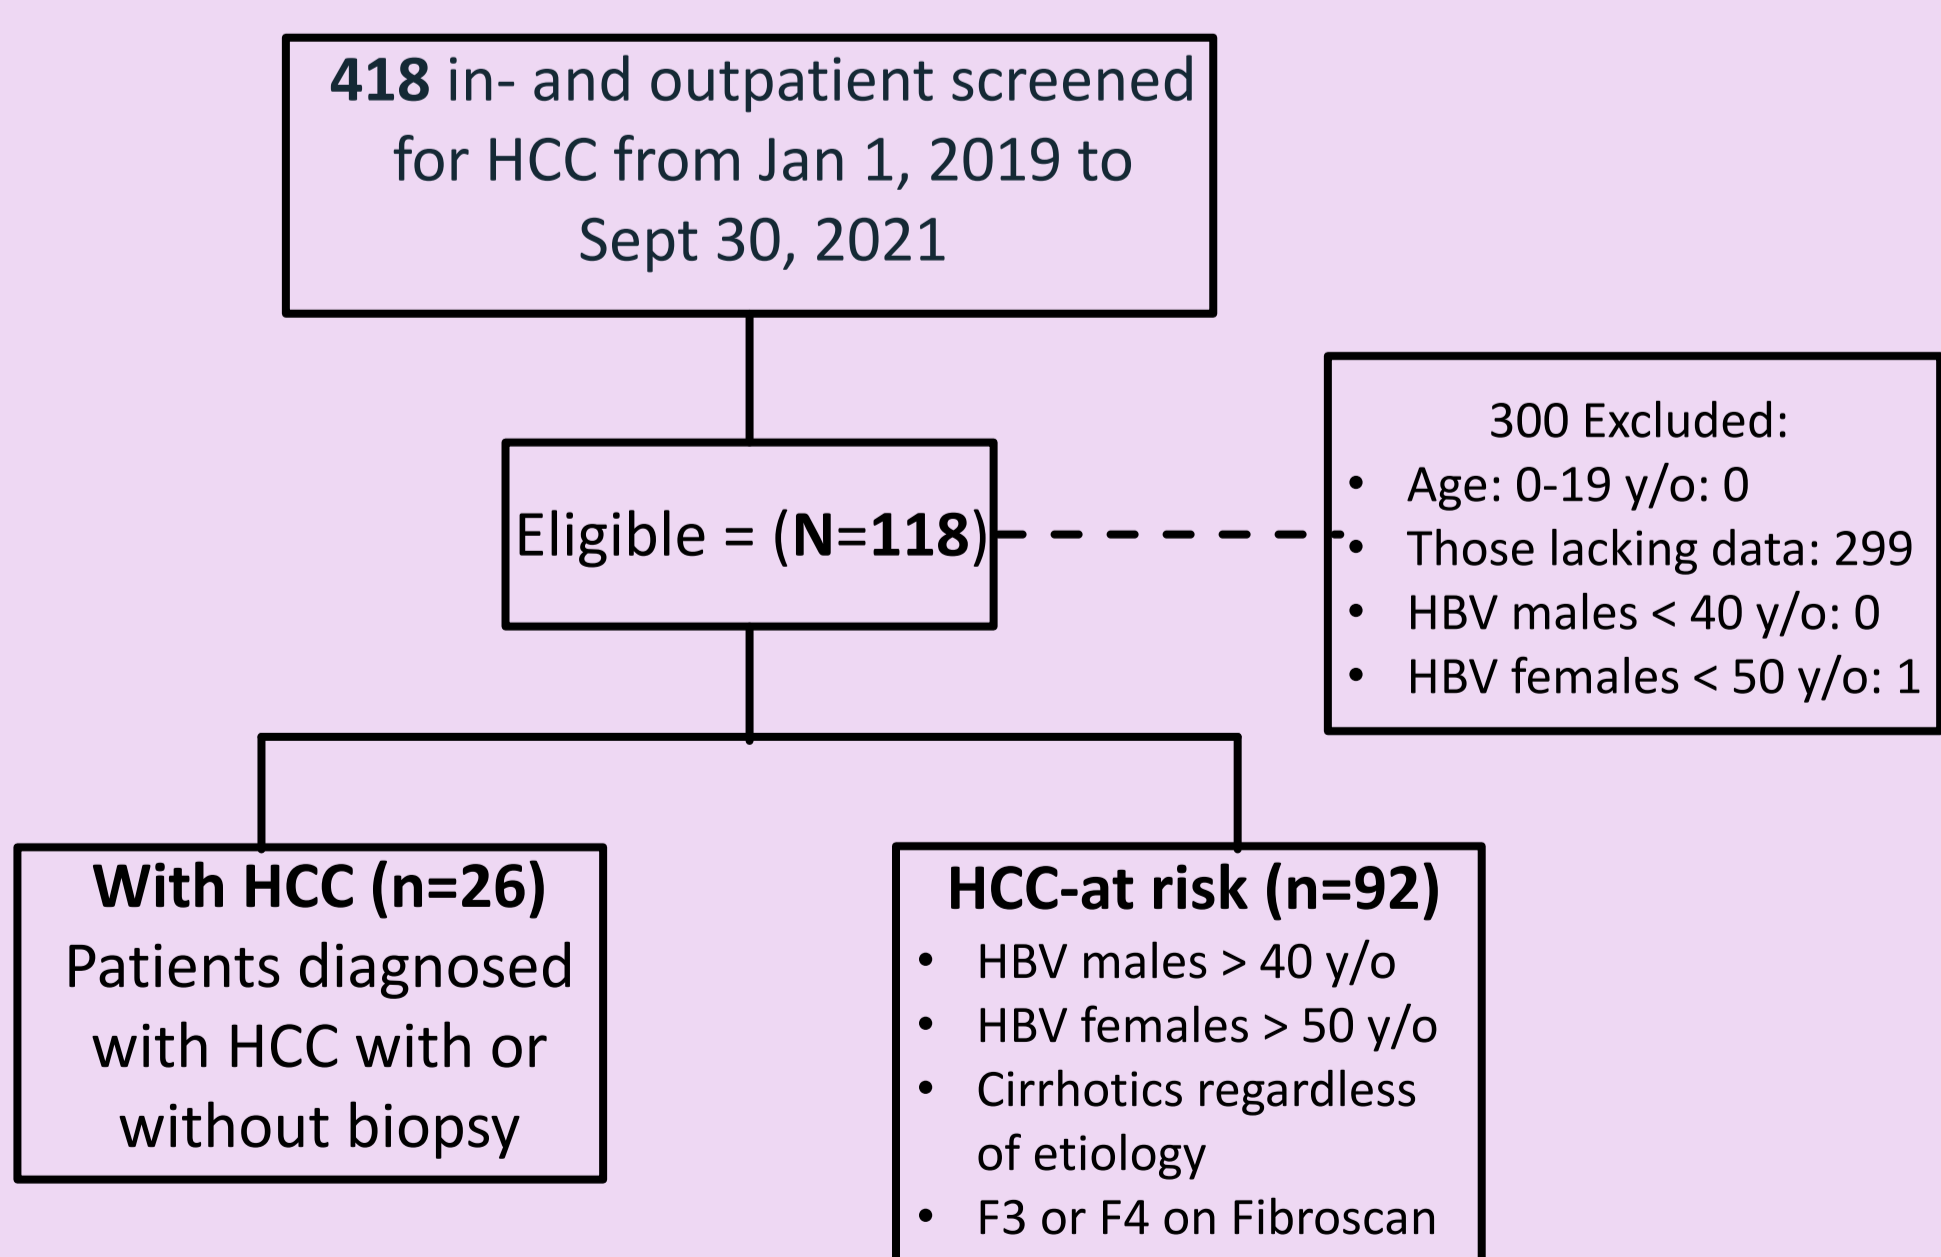 418 in- and outpatient screened
for HCC from Jan 1, 2019 to
Sept 30, 2021
Eligible = (N=118)
300 Excluded:
• Age: 0-19 y/o: 0
• Those lacking data: 299
• HBV males < 40 y/o: 0
• HBV females < 50 y/o: 1
With HCC (n=26)
Patients diagnosed
with HCC with or
without biopsy
HCC-at risk (n=92)
• HBV males > 40 y/o
• HBV females > 50 y/o
• Cirrhotics regardless
of etiology
• F3 or F4 on Fibroscan